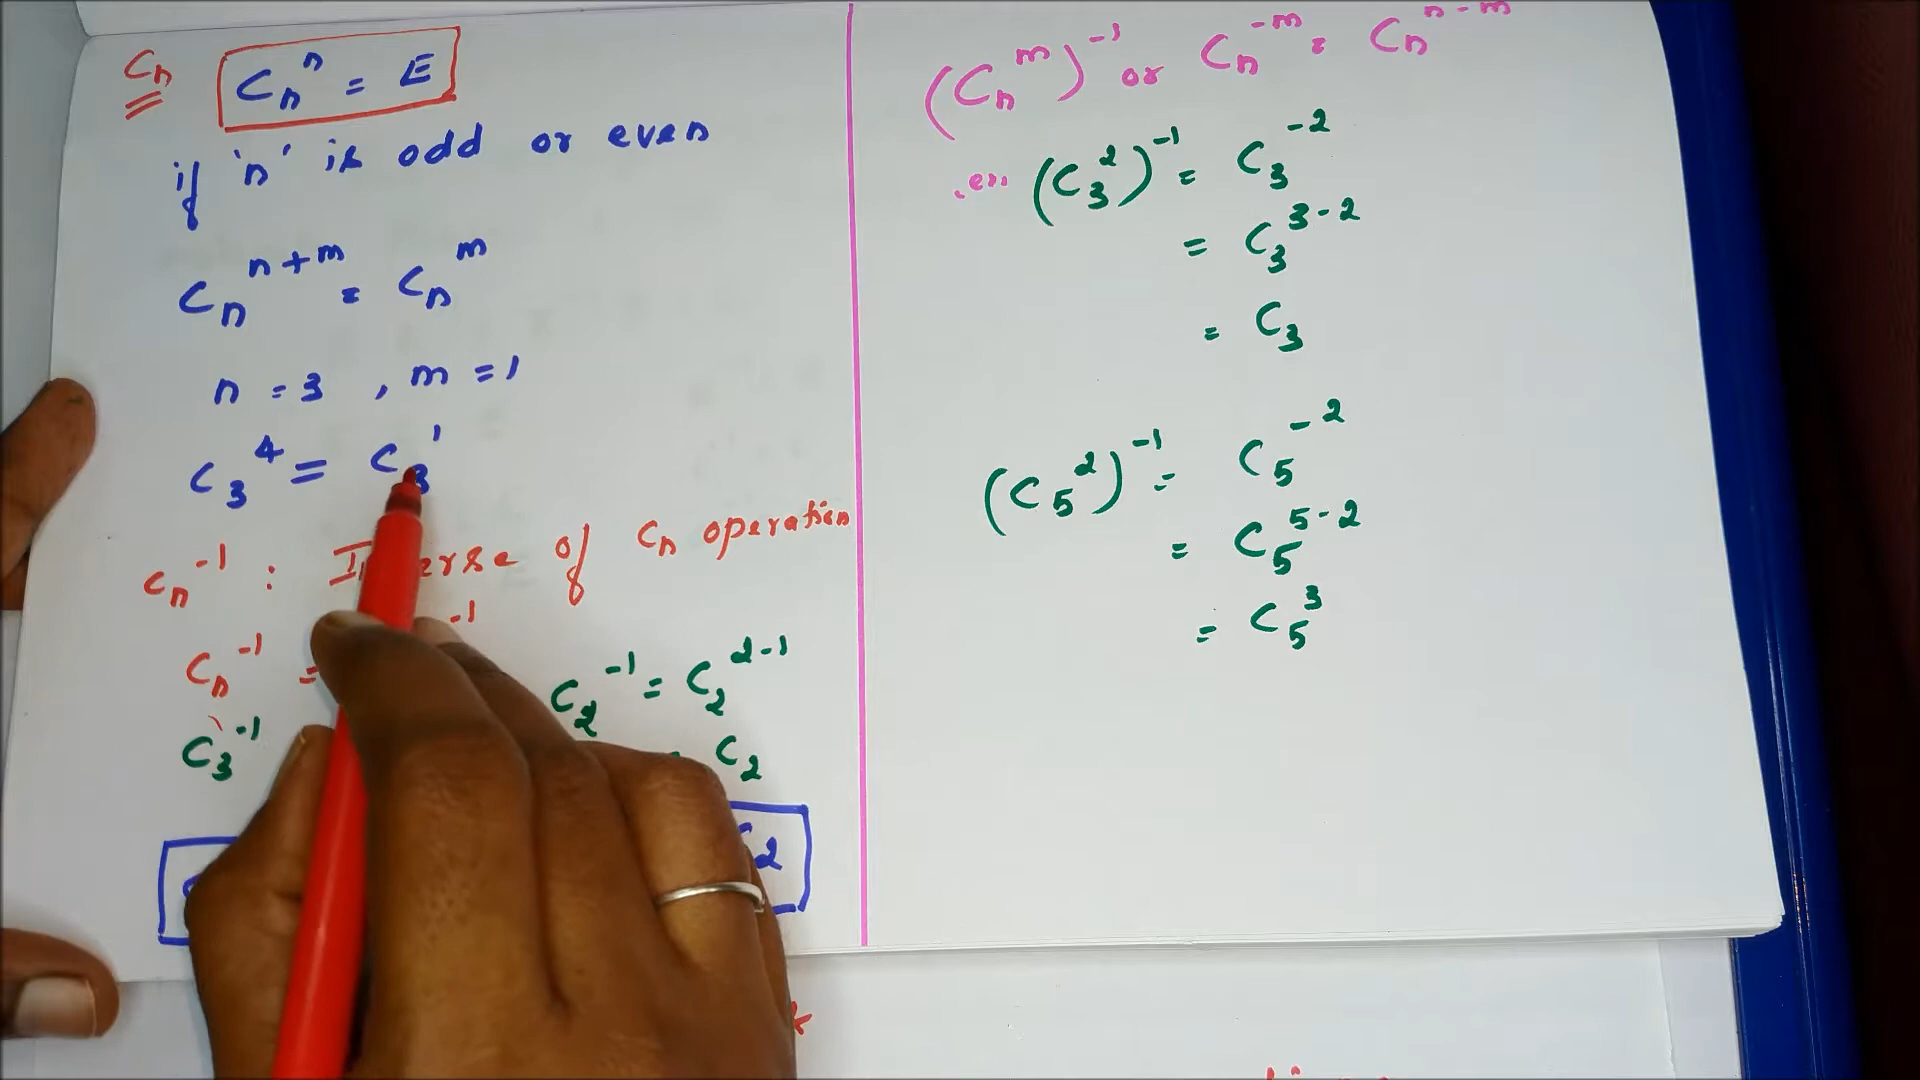 Cn Cn^n = E
if 'n' is odd or even
Cn^n+m = Cn^m
n = 3 , m = 1
C3^4 = C3^1
Cn^-1 : of Cn operation
Cn^-1 = -1
C3^-1
C2^-1 = C2^2-1
= C2
2
(Cn^m)^-1 or Cn^-m = Cn^n-m
(C3^2)^-1 = C3^-2
= C3^3-2
= C3
(C5^2)^-1 = C5^-2
= C5^5-2
= C5^3